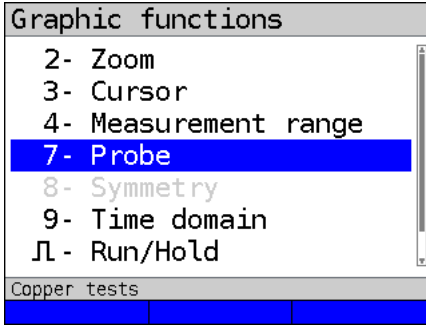 Graphic functions
2- Zoom
3- Cursor
4- Measurement range
7- Probe
8- Symmetry
9- Time domain
⎍- Run/Hold
Copper tests